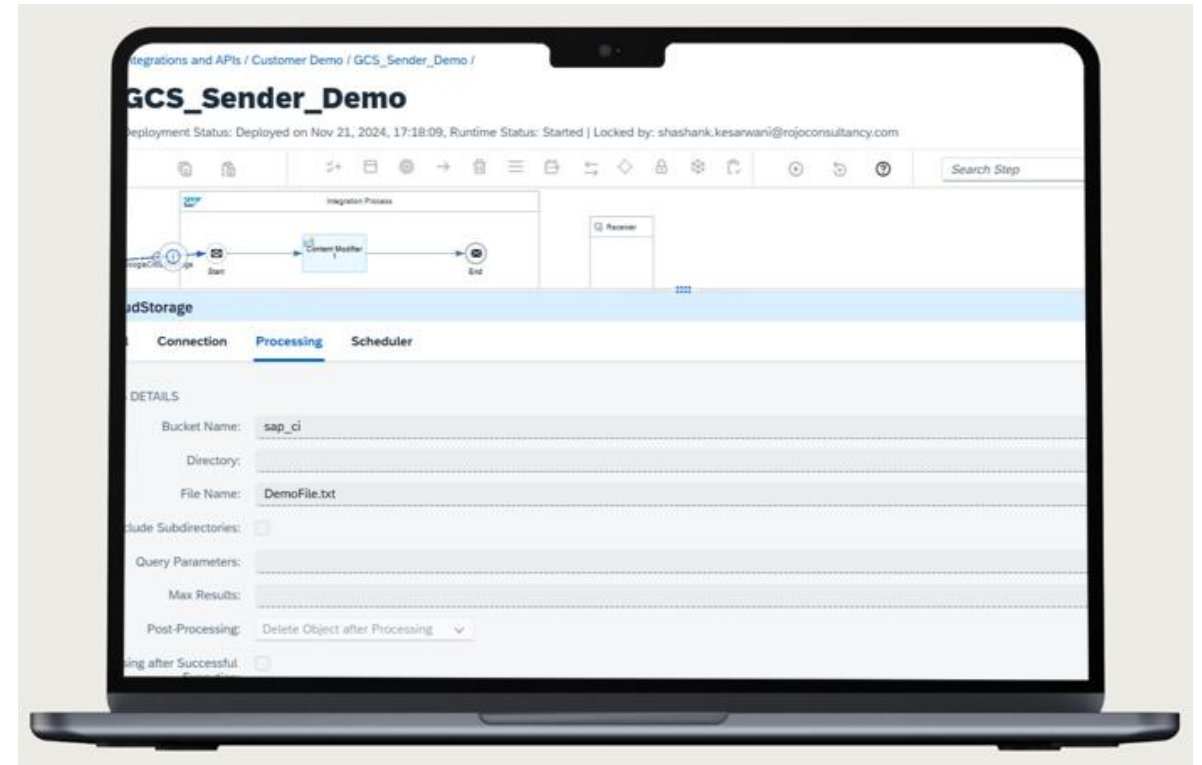 ntegrations and APIs / Customer Demo / GCS_Sender_Demo /
GCS_Sender_Demo
Deployment Status: Deployed on Nov 21, 2024, 17:18:09, Runtime Status: Started | Locked by: shashank.kesarwani@rojoconsultancy.com
Search Step
SAP
Integration Process
Receiver
Content Modifier
1
Start
End
udStorage
Connection Processing Scheduler
DETAILS
Bucket Name: sap_ci
Directory:
File Name: DemoFile.txt
clude Subdirectories:
Query Parameters:
Max Results:
Post-Processing: Delete Object after Processing
sing after Successful